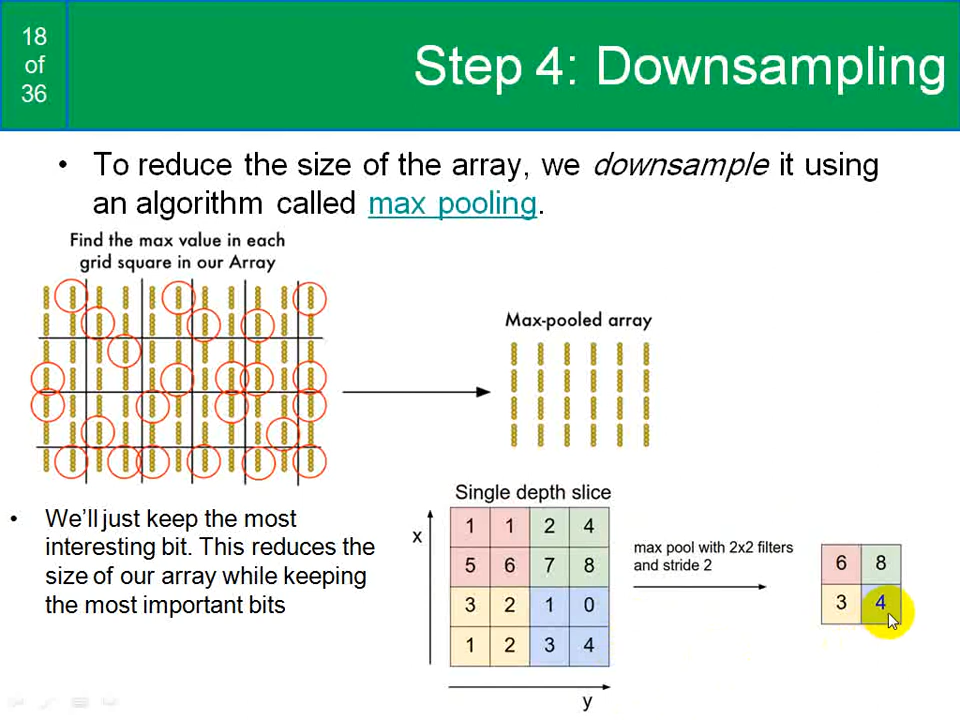 18
of
36
Step 4: Downsampling
• To reduce the size of the array, we downsample it using
an algorithm called max pooling.
Find the max value in each
grid square in our Array
Max-pooled array
• We'll just keep the most
interesting bit. This reduces the
size of our array while keeping
the most important bits
Single depth slice
x
1 1 2 4
5 6 7 8
3 2 1 0
1 2 3 4
y
max pool with 2x2 filters
and stride 2
6 8
3 4